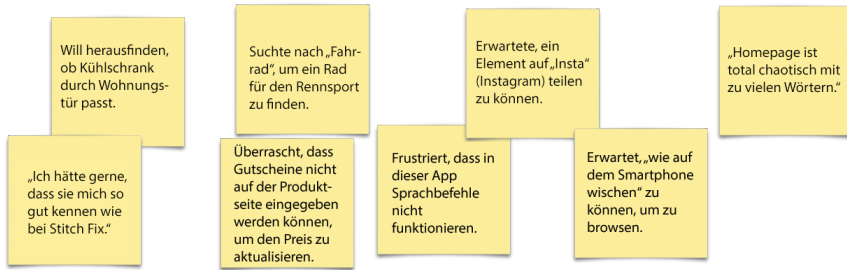 Will herausfinden,
ob Kühlschrank
durch Wohnungs-
tür passt.
Suchte nach „Fahr-
rad“, um ein Rad
für den Rennsport
zu finden.
Erwartete, ein
Element auf „Insta“
(Instagram) teilen
zu können.
„Homepage ist
total chaotisch mit
zu vielen Wörtern.“
„Ich hätte gerne,
dass sie mich so
gut kennen wie
bei Stitch Fix.“
Überrascht, dass
Gutscheine nicht
auf der Produkt-
seite eingegeben
werden können,
um den Preis zu
aktualisieren.
Frustriert, dass in
dieser App
Sprachbefehle
nicht
funktionieren.
Erwartet, „wie auf
dem Smartphone
wischen“ zu
können, um zu
browsen.